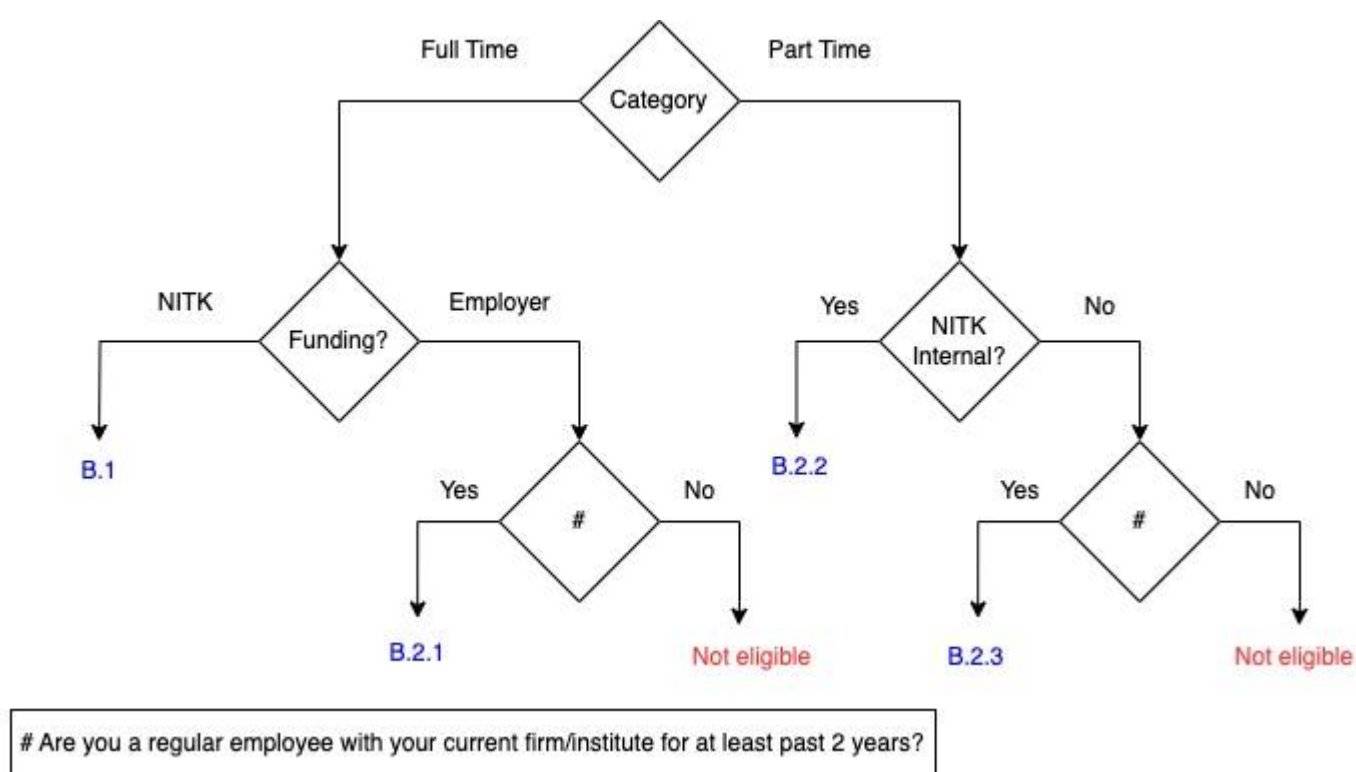 Full Time
Part Time
Category
NITK
Employer
Funding?
Yes
No
NITK
Internal?
B.1
B.2.2
Yes
No
#
Yes
No
#
B.2.1
Not eligible
B.2.3
Not eligible
# Are you a regular employee with your current firm/institute for at least past 2 years?